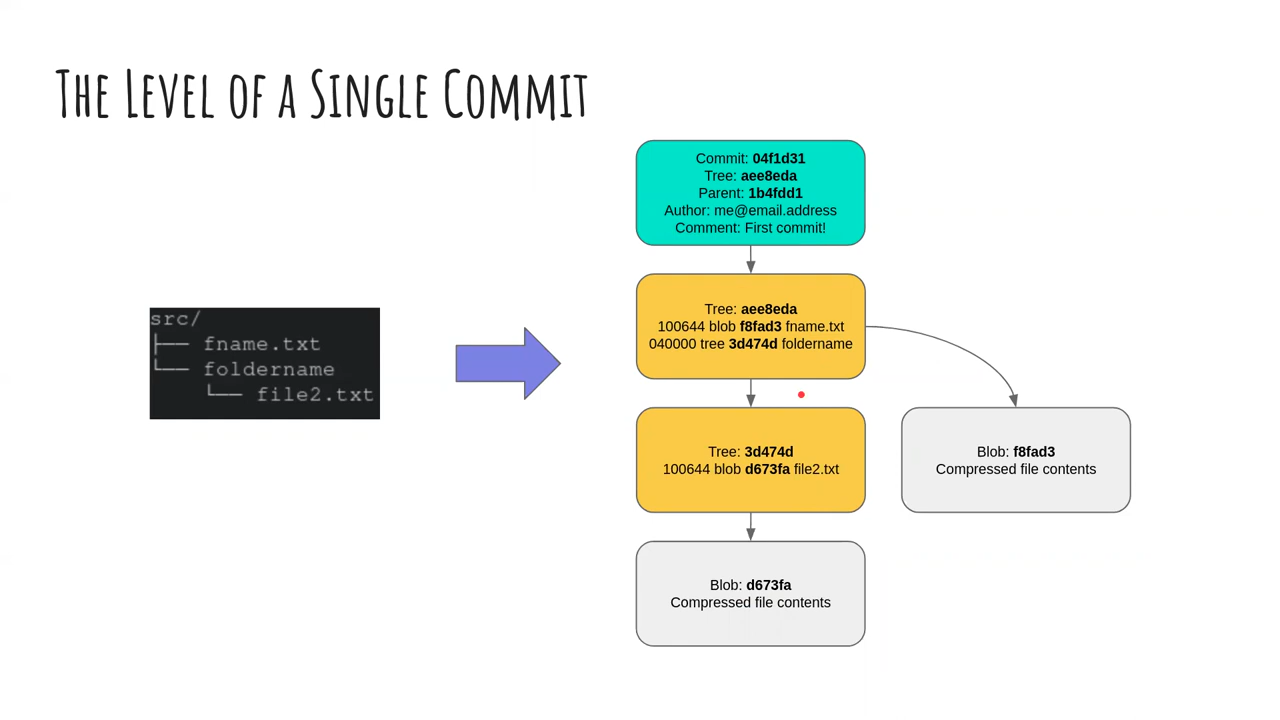 The Level of a Single Commit
Commit: 04f1d31
Tree: aee8eda
Parent: 1b4fdd1
Author: me@email.address
Comment: First commit!
src/
├── fname.txt
└── foldername
    └── file2.txt
Tree: aee8eda
100644 blob f8fad3 fname.txt
040000 tree 3d474d foldername
Tree: 3d474d
100644 blob d673fa file2.txt
Blob: f8fad3
Compressed file contents
Blob: d673fa
Compressed file contents